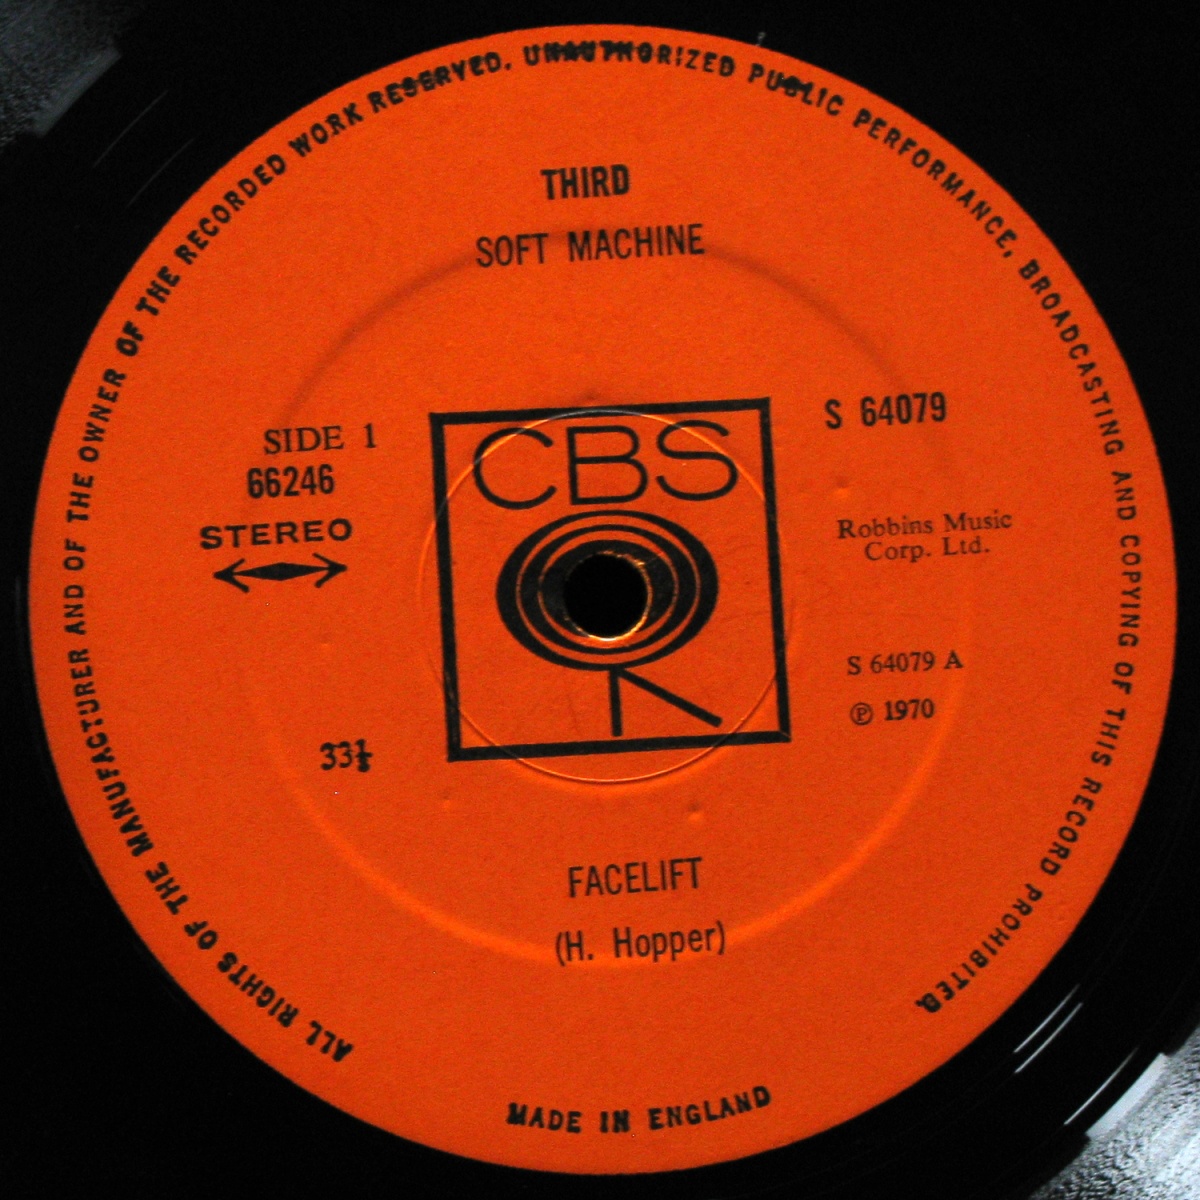 ALL RIGHTS OF THE MANUFACTURER AND OF THE OWNER OF THE RECORDED WORK RESERVED. UNAUTHORIZED PUBLIC PERFORMANCE, BROADCASTING AND COPYING OF THIS RECORD PROHIBITED.
THIRD
SOFT MACHINE
SIDE 1
66246
STEREO
S 64079
CBS
Robbins Music
Corp. Ltd.
S 64079 A
℗ 1970
33⅓
FACELIFT
(H. Hopper)
MADE IN ENGLAND